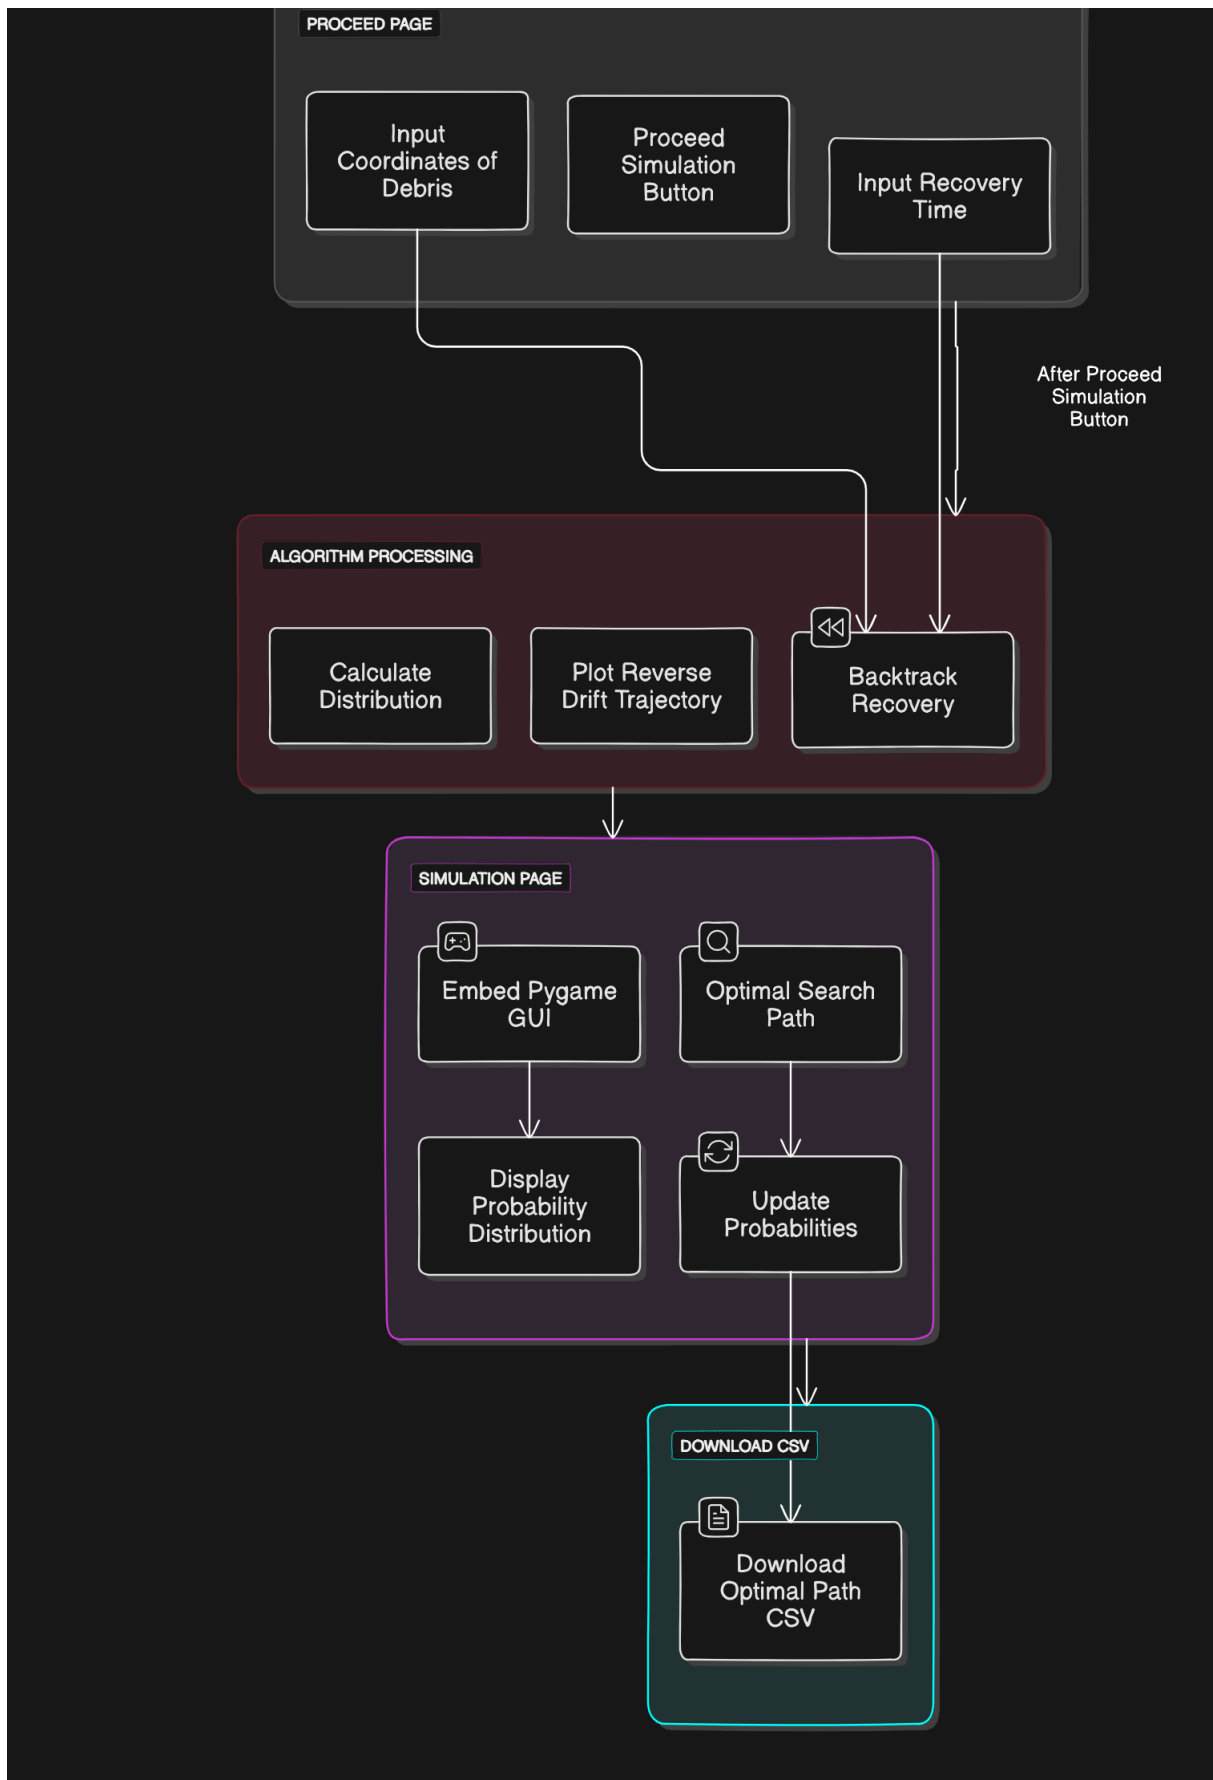 PROCEED PAGE
Input
Coordinates of
Debris
Proceed
Simulation
Button
Input Recovery
Time
After Proceed
Simulation
Button
ALGORITHM PROCESSING
Calculate
Distribution
Plot Reverse
Drift Trajectory
Backtrack
Recovery
SIMULATION PAGE
Embed Pygame
GUI
Optimal Search
Path
Display
Probability
Distribution
Update
Probabilities
DOWNLOAD CSV
Download
Optimal Path
CSV